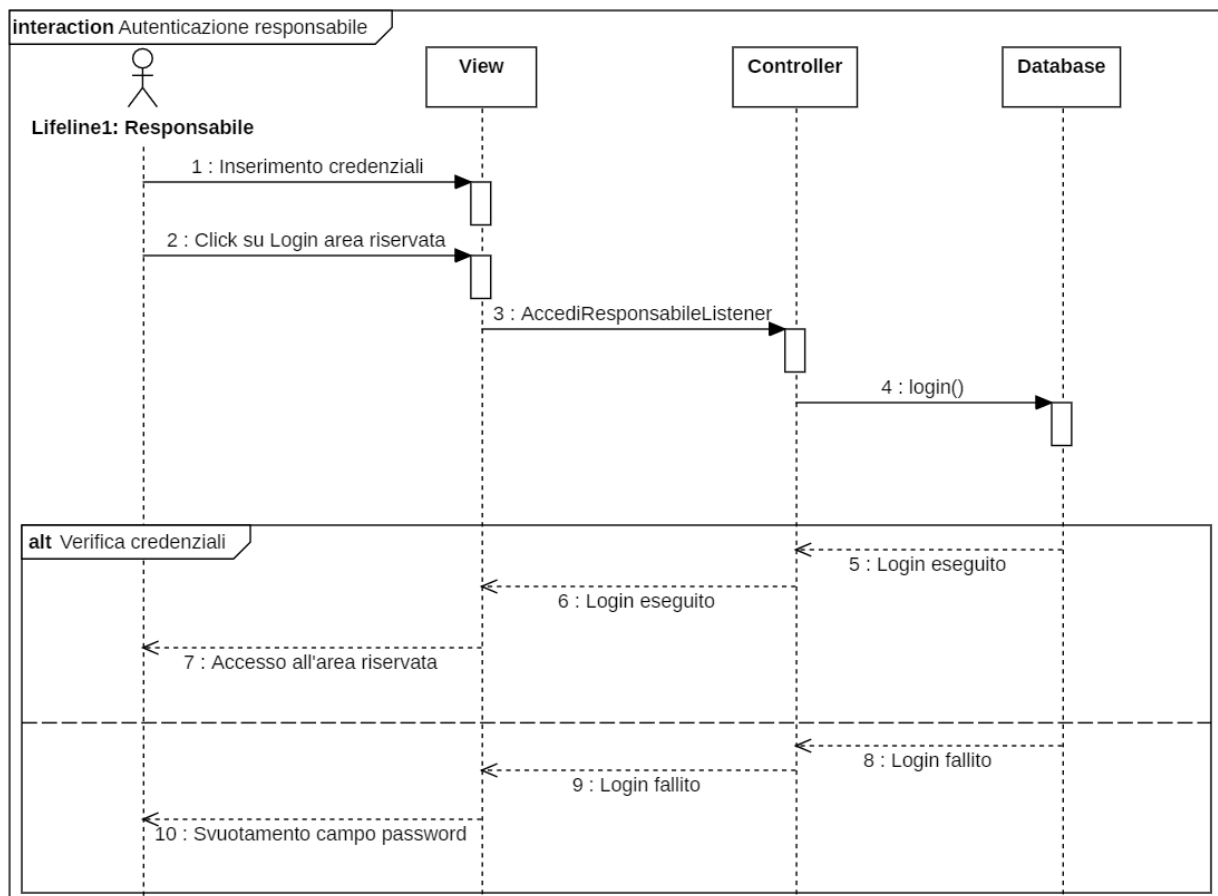 interaction Autenticazione responsabile
View
Controller
Database
Lifeline1: Responsabile
1 : Inserimento credenziali
2 : Click su Login area riservata
3 : AccediResponsabileListener
4 : login()
alt Verifica credenziali
5 : Login eseguito
6 : Login eseguito
7 : Accesso all'area riservata
8 : Login fallito
9 : Login fallito
10 : Svuotamento campo password